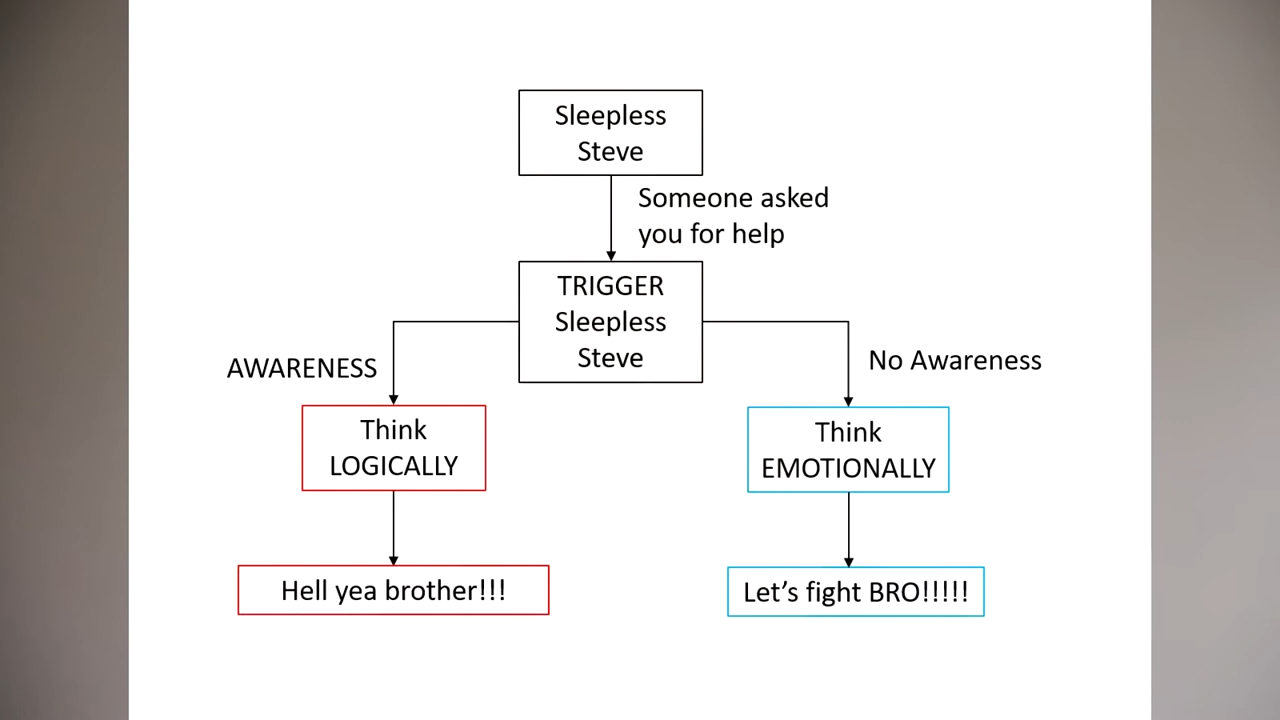 Sleepless
Steve
Someone asked
you for help
TRIGGER
Sleepless
Steve
AWARENESS
No Awareness
Think
LOGICALLY
Think
EMOTIONALLY
Hell yea brother!!!
Let’s fight BRO!!!!!